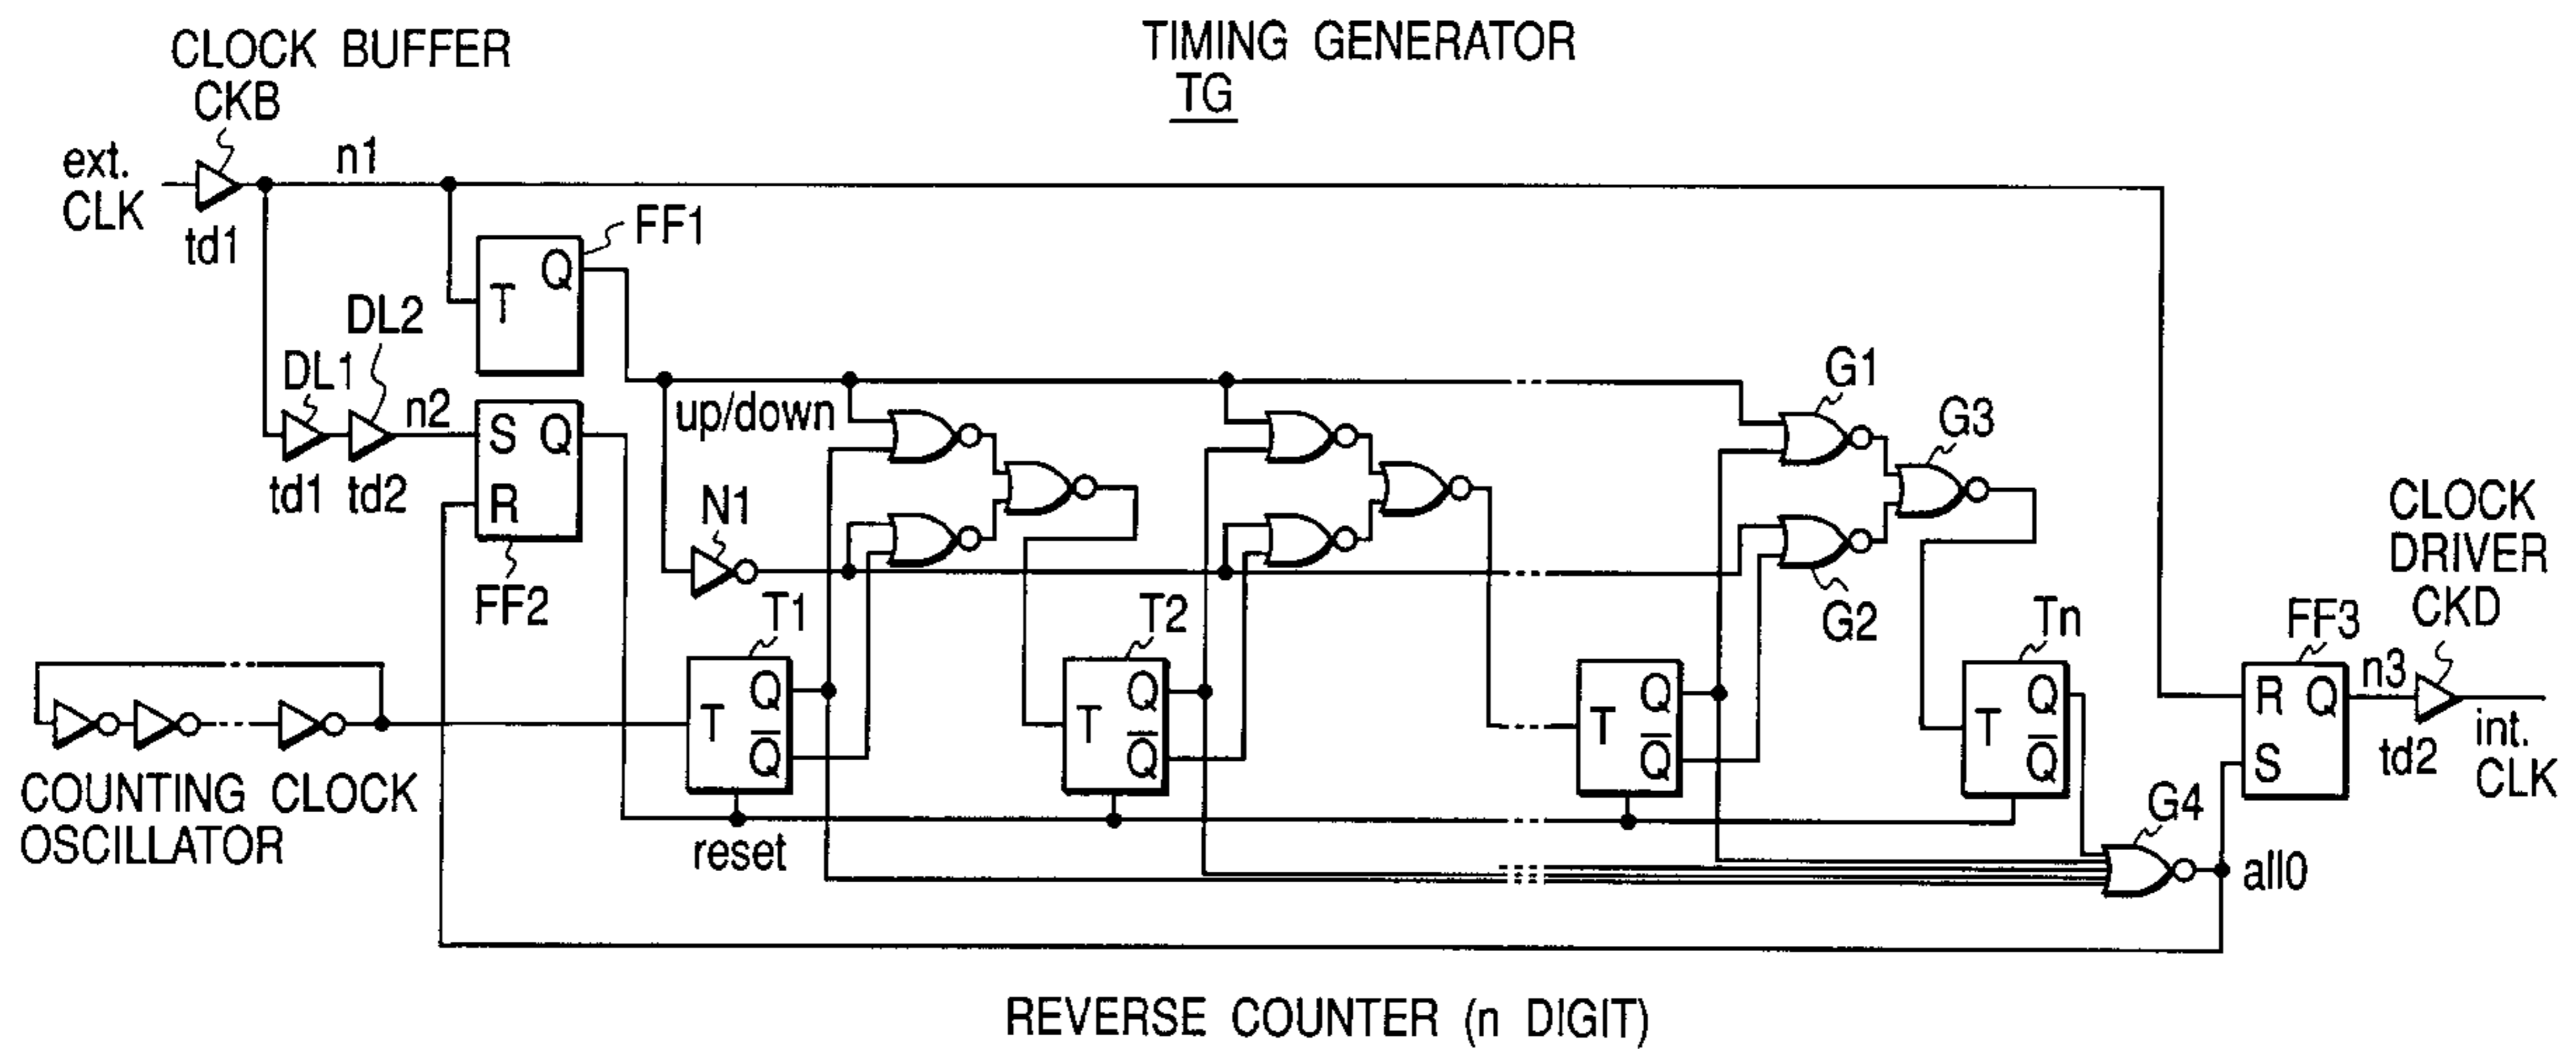 CLOCK BUFFER
CKB
TIMING GENERATOR
TG
ext.
CLK
n1
td1
FF1
T Q
DL2
DL1
n2
td1 td2
S Q
R
FF2
up/down
N1
G1
G3
G2
CLOCK
DRIVER
CKD
T1
T Q
Q̅
T2
T Q
Q̅
T Q
Q̅
Tn
T Q
Q̅
FF3
R Q
S
n3
td2
int.
CLK
COUNTING CLOCK
OSCILLATOR
reset
G4
all0
REVERSE COUNTER (n DIGIT)